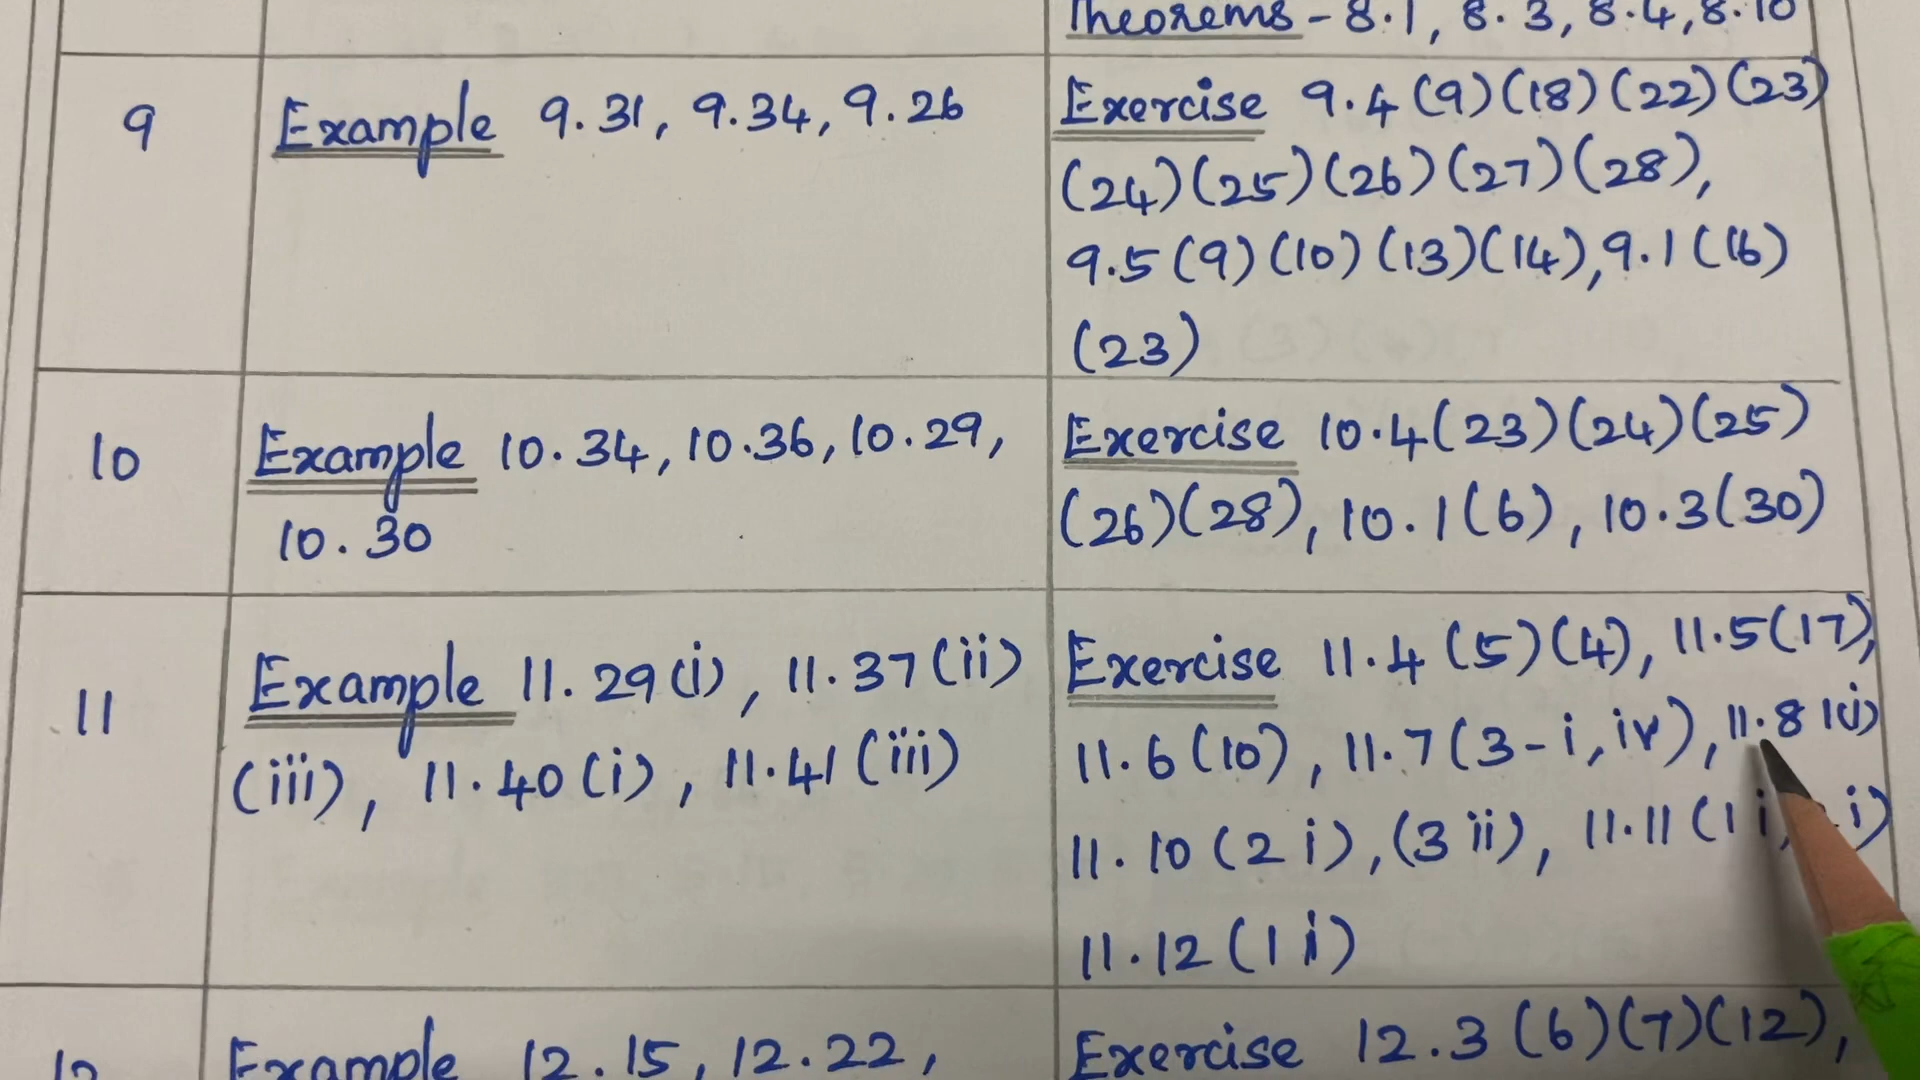 Theorems - 8.1, 8.3, 8.4, 8.10
9
Example 9.31, 9.34, 9.26
Exercise 9.4 (9)(18)(22)(23)
(24)(25)(26)(27)(28),
9.5(9)(10)(13)(14), 9.1(16)
(23)
10
Example 10.34, 10.36, 10.29,
10.30
Exercise 10.4(23)(24)(25)
(26)(28), 10.1(6), 10.3(30)
11
Example 11.29(i), 11.37(ii)
(iii), 11.40(i), 11.41(iii)
Exercise 11.4 (5)(4), 11.5(17),
11.6(10), 11.7(3-i, iv), 11.8 1(i)
11.10(2 i), (3 ii), 11.11(1 i, i)
11.12(1 i)
12
Example 12.15, 12.22,
Exercise 12.3(6)(7)(12),